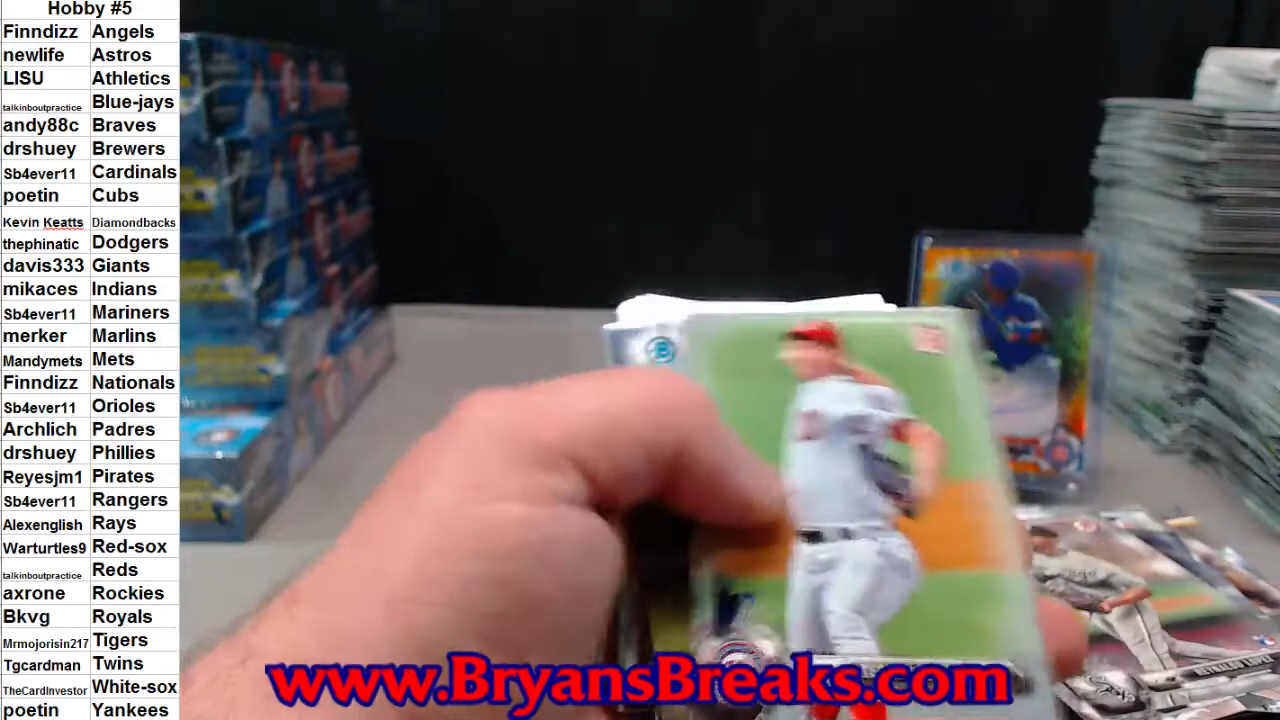 Hobby #5
Finndizz Angels
newlife Astros
LISU Athletics
talkinboutpractice Blue-jays
andy88c Braves
drshuey Brewers
Sb4ever11 Cardinals
poetin Cubs
Kevin Keatts Diamondbacks
thephinatic Dodgers
davis333 Giants
mikaces Indians
Sb4ever11 Mariners
merker Marlins
Mandymets Mets
Finndizz Nationals
Sb4ever11 Orioles
Archlich Padres
drshuey Phillies
Reyesjm1 Pirates
Sb4ever11 Rangers
Alexenglish Rays
Warturtles9 Red-sox
talkinboutpractice Reds
axrone Rockies
Bkvg Royals
Mrmojorisin217 Tigers
Tgcardman Twins
TheCardInvestor White-sox
poetin Yankees
www.BryansBreaks.com